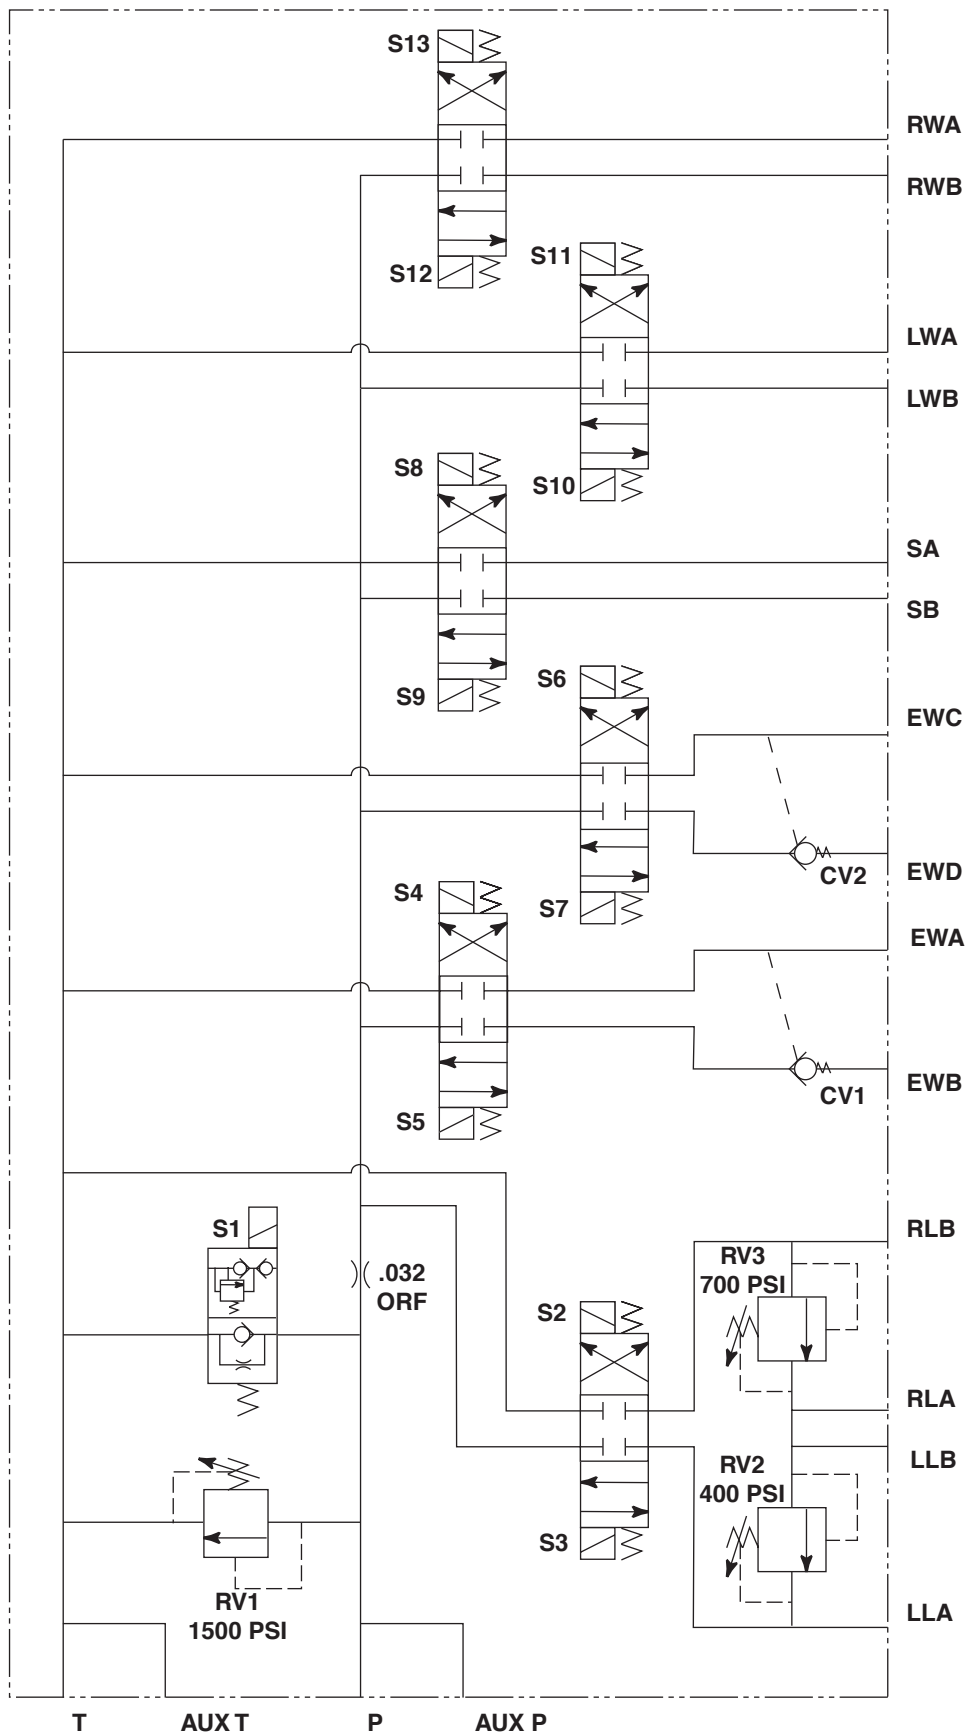 S13
RWA
RWB
S11
S12
LWA
LWB
S8
S10
SA
SB
S6
S9
EWC
CV2
EWD
S4
S7
EWA
EWB
CV1
S5
S1
RLB
RV3
700 PSI
.032
ORF
S2
RLA
LLB
RV2
400 PSI
S3
RV1
1500 PSI
LLA
T
AUX T
P
AUX P